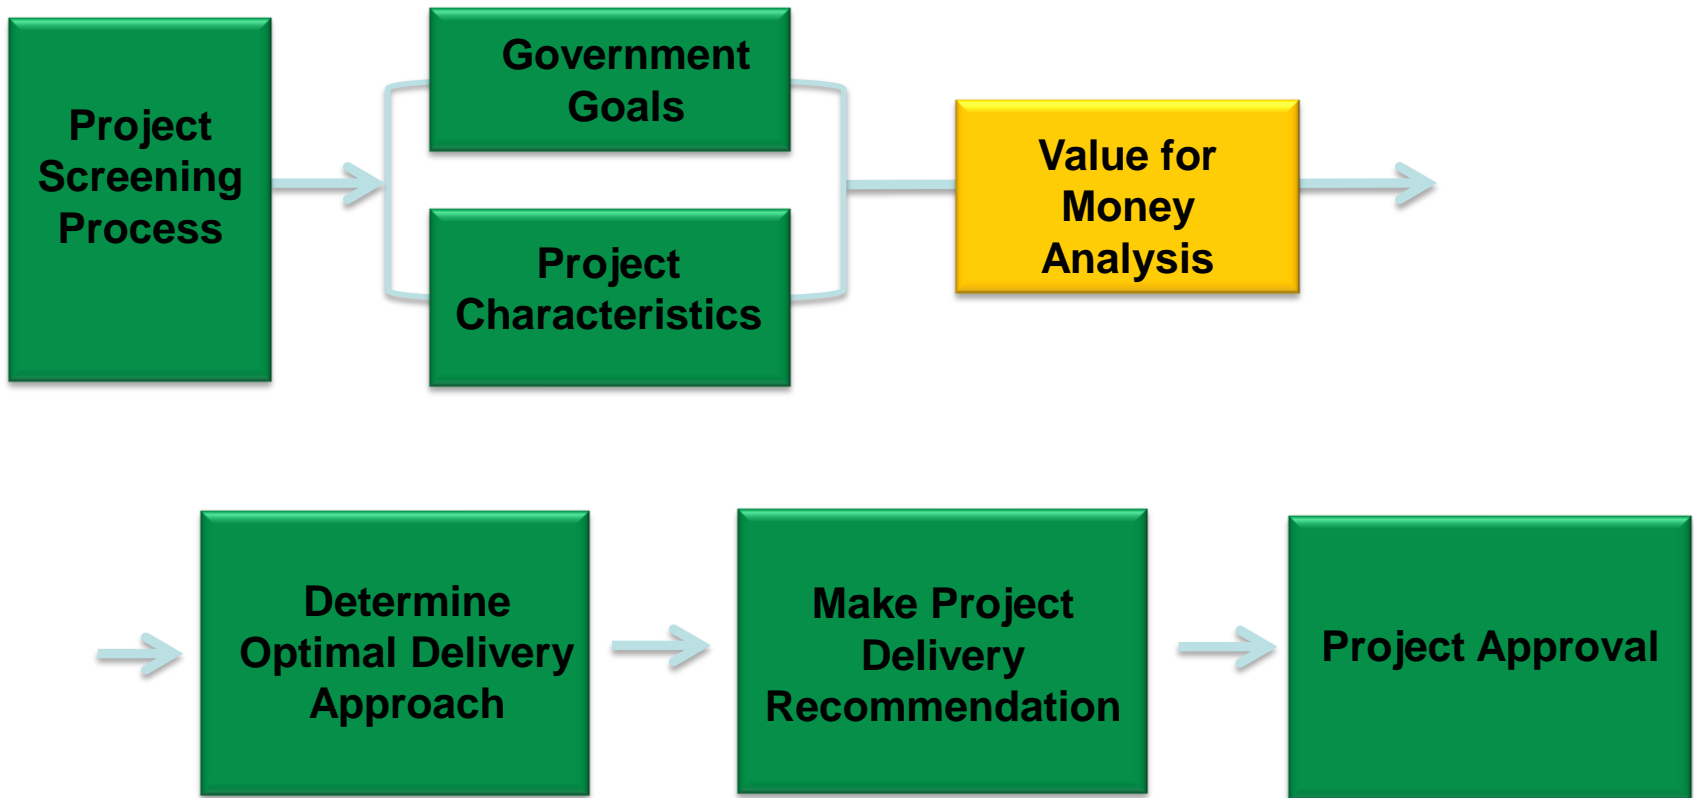 Project
Screening
Process
Government
Goals
Project
Characteristics
Value for
Money
Analysis
Determine
Optimal Delivery
Approach
Make Project
Delivery
Recommendation
Project Approval